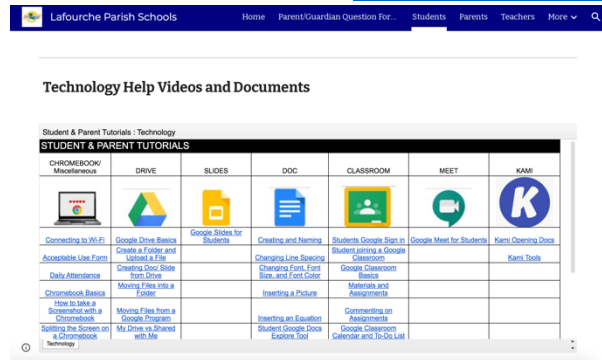 Lafourche Parish Schools
Home Parent/Guardian Question For... Students Parents Teachers More
Technology Help Videos and Documents
Student & Parent Tutorials : Technology
STUDENT & PARENT TUTORIALS
CHROMEBOOK/
Miscellaneous
DRIVE
SLIDES
DOC
CLASSROOM
MEET
KAMI
K
Connecting to Wi-Fi
Google Drive Basics
Google Slides for
Students
Creating and Naming
Students Google Sign in
Google Meet for Students
Kami Opening Docs
Acceptable Use Form
Create a Folder and
Upload a File
Changing Line Spacing
Student joining a Google
Classroom
Kami Tools
Daily Attendance
Creating Doc/ Slide
from Drive
Changing Font, Font
Size, and Font Color
Google Classroom
Basics
Chromebook Basics
Moving Files into a
Folder
Inserting a Picture
Materials and
Assignments
How to take a
Screenshot with a
Chromebook
Moving Files from a
Google Program
Inserting an Equation
Commenting on
Assignments
Splitting the Screen on
a Chromebook
My Drive vs.Shared
with Me
Student Google Docs
Explore Tool
Google Classroom
Calendar and To-Do List
Technology